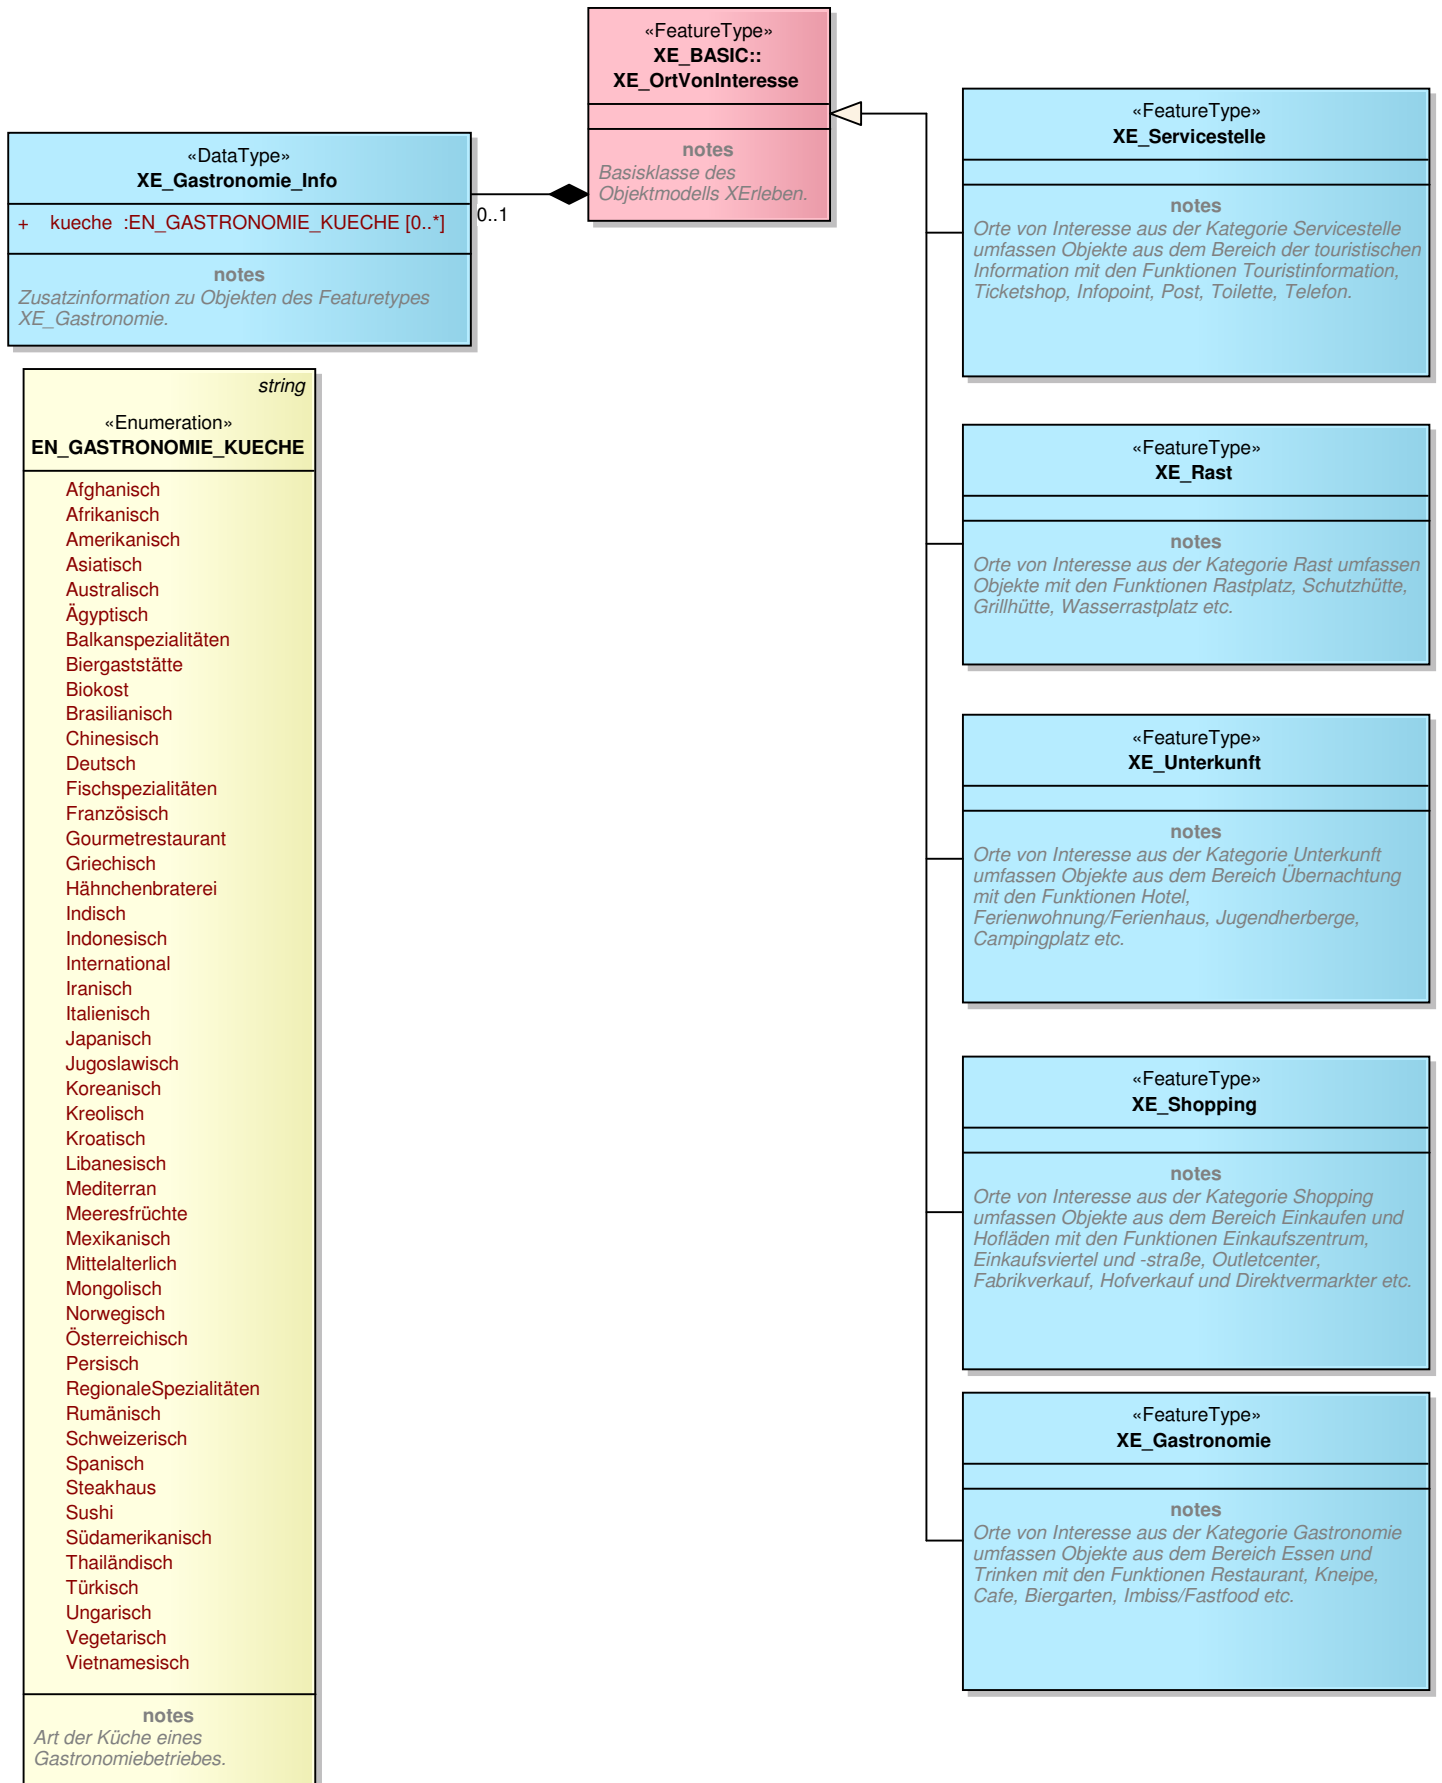 «FeatureType»
XE_BASIC::
XE_OrtVonInteresse
notes
Basisklasse des
Objektmodells XErleben.
«DataType»
XE_Gastronomie_Info
+ kueche :EN_GASTRONOMIE_KUECHE [0..*]
notes
Zusatzinformation zu Objekten des Featuretypes
XE_Gastronomie.
0..1
string
«Enumeration»
EN_GASTRONOMIE_KUECHE
Afghanisch
Afrikanisch
Amerikanisch
Asiatisch
Australisch
Ägyptisch
Balkanspezialitäten
Biergaststätte
Biokost
Brasilianisch
Chinesisch
Deutsch
Fischspezialitäten
Französisch
Gourmetrestaurant
Griechisch
Hähnchenbraterei
Indisch
Indonesisch
International
Iranisch
Italienisch
Japanisch
Jugoslawisch
Koreanisch
Kreolisch
Kroatisch
Libanesisch
Mediterran
Meeresfrüchte
Mexikanisch
Mittelalterlich
Mongolisch
Norwegisch
Österreichisch
Persisch
RegionaleSpezialitäten
Rumänisch
Schweizerisch
Spanisch
Steakhaus
Sushi
Südamerikanisch
Thailändisch
Türkisch
Ungarisch
Vegetarisch
Vietnamesisch
notes
Art der Küche eines
Gastronomiebetriebes.
«FeatureType»
XE_Servicestelle
notes
Orte von Interesse aus der Kategorie Servicestelle
umfassen Objekte aus dem Bereich der touristischen
Information mit den Funktionen Touristinformation,
Ticketshop, Infopoint, Post, Toilette, Telefon.
«FeatureType»
XE_Rast
notes
Orte von Interesse aus der Kategorie Rast umfassen
Objekte mit den Funktionen Rastplatz, Schutzhütte,
Grillhütte, Wasserrastplatz etc.
«FeatureType»
XE_Unterkunft
notes
Orte von Interesse aus der Kategorie Unterkunft
umfassen Objekte aus dem Bereich Übernachtung
mit den Funktionen Hotel,
Ferienwohnung/Ferienhaus, Jugendherberge,
Campingplatz etc.
«FeatureType»
XE_Shopping
notes
Orte von Interesse aus der Kategorie Shopping
umfassen Objekte aus dem Bereich Einkaufen und
Hofläden mit den Funktionen Einkaufszentrum,
Einkaufsviertel und -straße, Outletcenter,
Fabrikverkauf, Hofverkauf und Direktvermarkter etc.
«FeatureType»
XE_Gastronomie
notes
Orte von Interesse aus der Kategorie Gastronomie
umfassen Objekte aus dem Bereich Essen und
Trinken mit den Funktionen Restaurant, Kneipe,
Cafe, Biergarten, Imbiss/Fastfood etc.